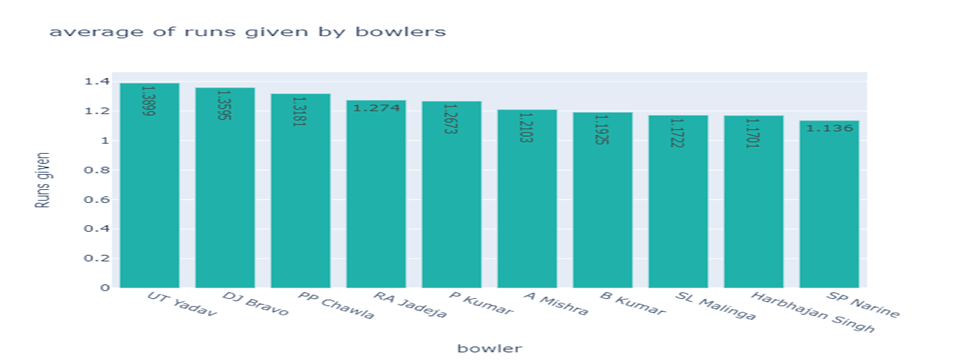 average of runs given by bowlers
Runs given
1.4
1.2
1
0.8
0.6
0.4
0.2
0
1.3899
1.3595
1.3181
1.274
1.2673
1.2103
1.1925
1.1722
1.1701
1.136
UT Yadav
DJ Bravo
PP Chawla
RA Jadeja
P Kumar
A Mishra
B Kumar
SL Malinga
Harbhajan Singh
SP Narine
bowler